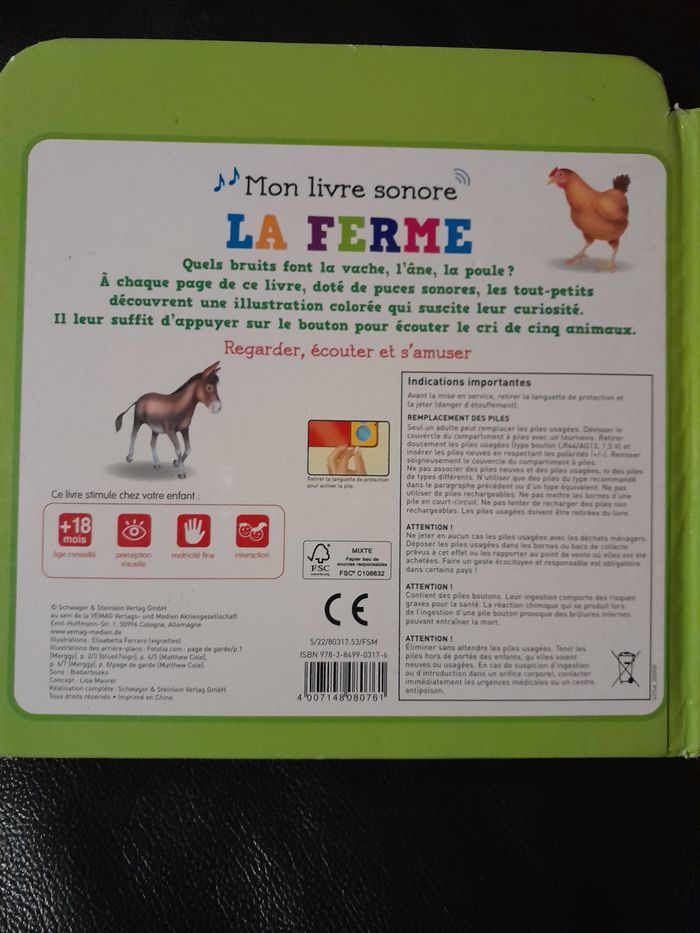 Mon livre sonore
LA FERME
Quels bruits font la vache, l'âne, la poule ?
À chaque page de ce livre, doté de puces sonores, les tout-petits
découvrent une illustration colorée qui suscite leur curiosité.
Il leur suffit d'appuyer sur le bouton pour écouter le cri de cinq animaux.
Regarder, écouter et s'amuser
Retirer la languette de protection
pour activer la pile.
Ce livre stimule chez votre enfant :
+18
mois
âge conseillé
perception
visuelle
motricité fine
interaction
FSC
www.fsc.org
MIXTE
Papier issu de
sources responsables
FSC® C106632
CE
© Schwager & Steinlein Verlag GmbH
au sein de la VEMAG Verlags- und Medien Aktiengesellschaft
Emil-Hoffmann-Str. 1, 50996 Cologne, Allemagne
www.vemag-medien.de
Illustrations : Elisabetta Ferrero (vignettes)
Illustrations des arrière-plans : Fotolia.com : page de garde/p.1
(Merggy), p. 2/3 (blue67sign), p. 4/5 (Matthew Cole),
p. 6/7 (Merggy), p. 8/page de garde (Matthew Cole).
Sons : Bieberbooks
Concept : Lisa Maurer
Réalisation complète : Schwager & Steinlein Verlag GmbH
Tous droits réservés • Imprimé en Chine
5/22/80317.53/FSM
ISBN 978-3-8499-0317-6
4 007148 080761
Indications importantes
Avant la mise en service, retirer la languette de protection et
la jeter (danger d'étouffement).
REMPLACEMENT DES PILES
Seul un adulte peut remplacer les piles usagées. Dévisser le
couvercle du compartiment à piles avec un tournevis. Retirer
doucement les piles usagées (type bouton LR44/AG13, 1,5 V) et
insérer les piles neuves en respectant les polarités (+/-). Revisser
soigneusement le couvercle du compartiment à piles.
Ne pas associer des piles neuves et des piles usagées, ni des piles
de types différents. N'utiliser que des piles du type recommandé
dans le paragraphe précédent ou d'un type équivalent. Ne pas
utiliser de piles rechargeables. Ne pas mettre les bornes d'une
pile en court-circuit. Ne pas tenter de recharger des piles non
rechargeables. Les piles usagées doivent être retirées du livre.
ATTENTION !
Ne jeter en aucun cas les piles usagées avec les déchets ménagers.
Déposer les piles usagées dans les bornes ou bacs de collecte
prévus à cet effet ou les rapporter au point de vente où elles ont été
achetées. Faire un geste écocitoyen et responsable est obligatoire
dans certains pays !
ATTENTION !
Contient des piles boutons. Leur ingestion comporte des risques
graves pour la santé. La réaction chimique qui se produit lors
de l'ingestion d'une pile bouton provoque des brûlures internes
pouvant entraîner la mort.
ATTENTION !
Éliminer sans attendre les piles usagées. Tenir les
piles hors de portée des enfants, qu'elles soient
neuves ou usagées. En cas de suspicion d'ingestion
ou d'introduction dans un orifice corporel, contacter
immédiatement les urgences médicales ou un centre
antipoison.